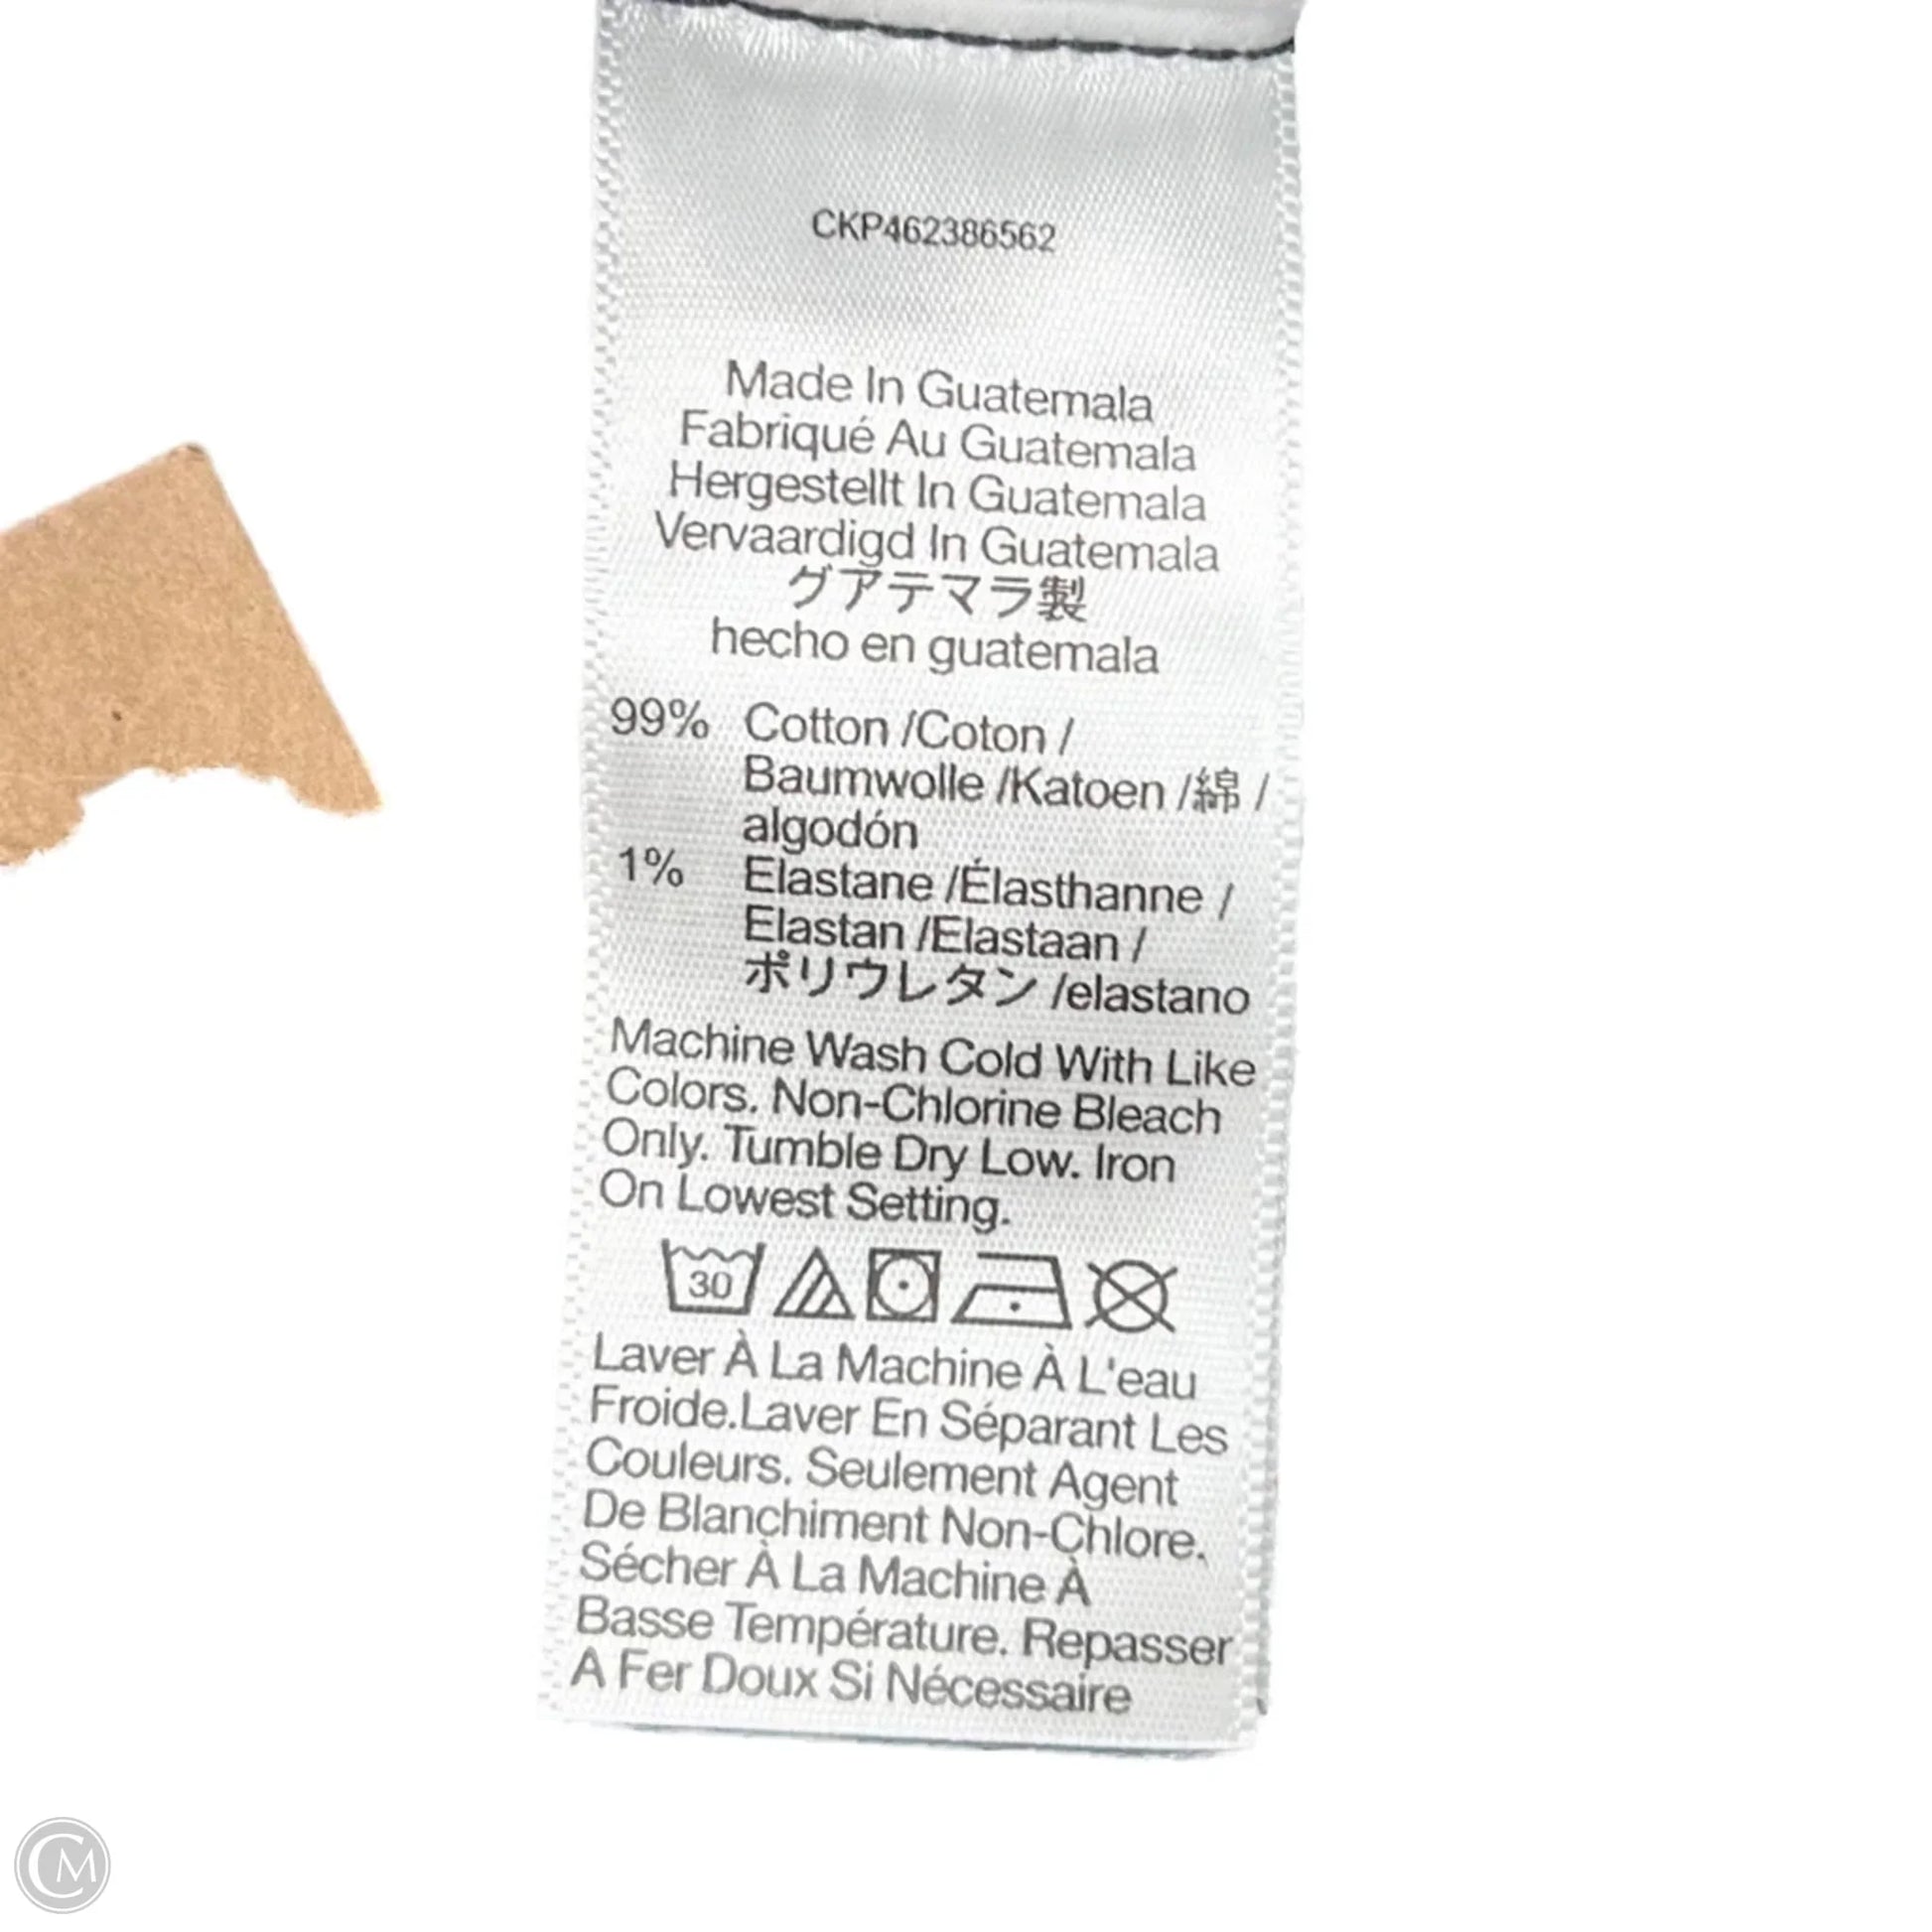 CKP462386562
Made In Guatemala
Fabriqué Au Guatemala
Hergestellt In Guatemala
Vervaardigd In Guatemala
グアテマラ製
hecho en guatemala
99% Cotton /Coton /
Baumwolle /Katoen /綿 /
algodón
1% Elastane /Élasthanne /
Elastan /Elastaan /
ポリウレタン /elastano
Machine Wash Cold With Like
Colors. Non-Chlorine Bleach
Only. Tumble Dry Low. Iron
On Lowest Setting.
30
Laver À La Machine À L'eau
Froide.Laver En Séparant Les
Couleurs. Seulement Agent
De Blanchiment Non-Chlore.
Sécher À La Machine À
Basse Température. Repasser
A Fer Doux Si Nécessaire
CM